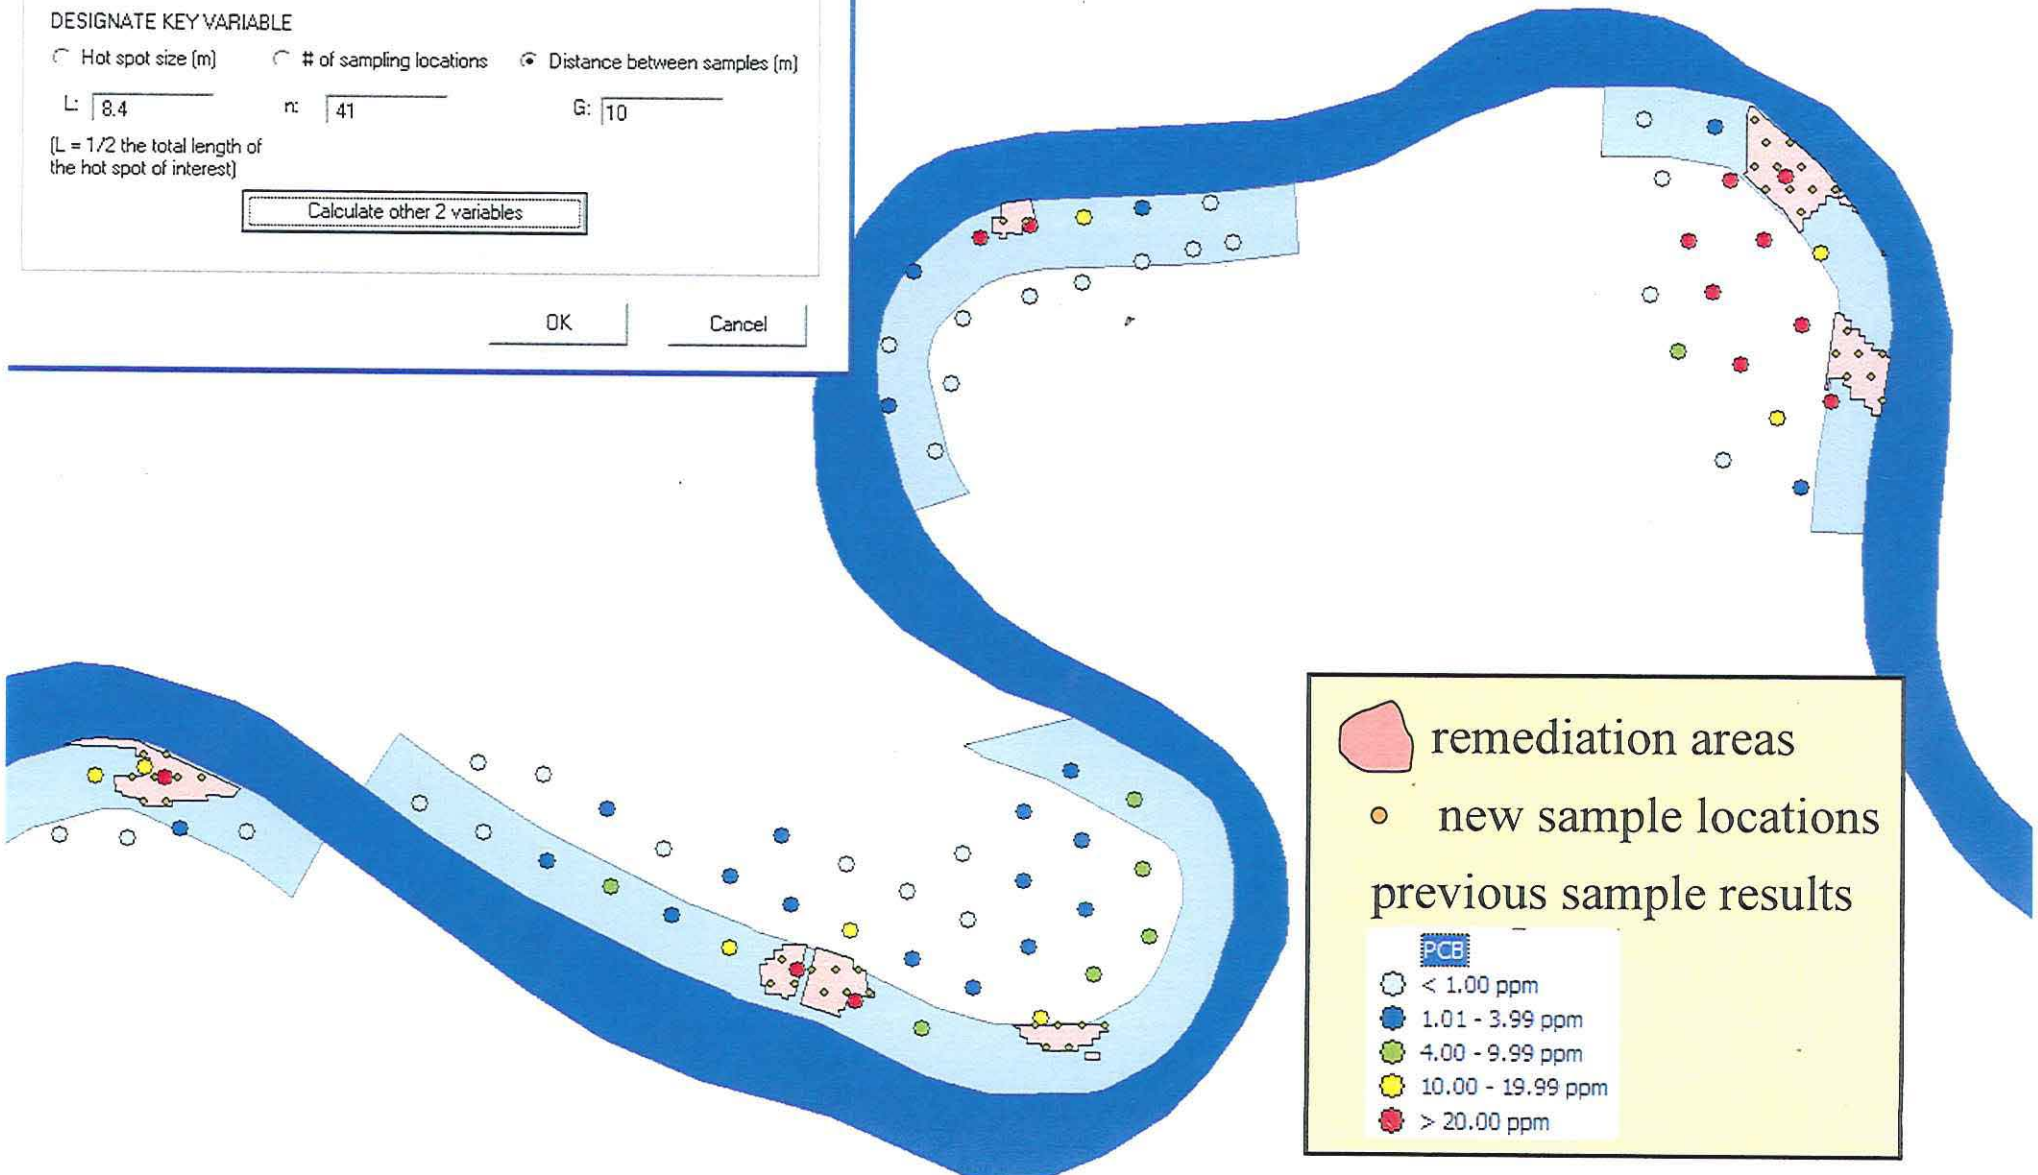 DESIGNATE KEY VARIABLE
Hot spot size (m) # of sampling locations Distance between samples (m)
L: 8.4 n: 41 G: 10
(L = 1/2 the total length of
the hot spot of interest)
Calculate other 2 variables
OK Cancel
remediation areas
new sample locations
previous sample results
PCB
< 1.00 ppm
1.01 - 3.99 ppm
4.00 - 9.99 ppm
10.00 - 19.99 ppm
> 20.00 ppm